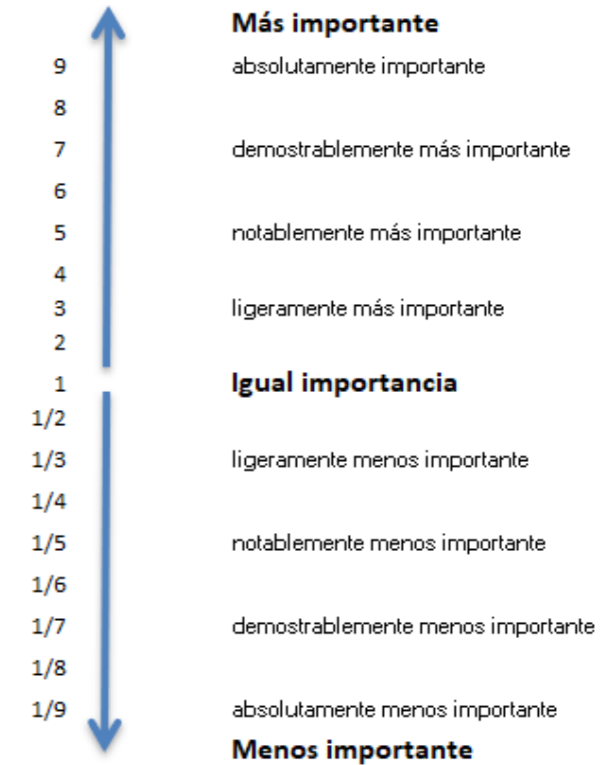 Más importante
9 absolutamente importante
8
7 demostrablemente más importante
6
5 notablemente más importante
4
3 ligeramente más importante
2
1 Igual importancia
1/2
1/3 ligeramente menos importante
1/4
1/5 notablemente menos importante
1/6
1/7 demostrablemente menos importante
1/8
1/9 absolutamente menos importante
Menos importante